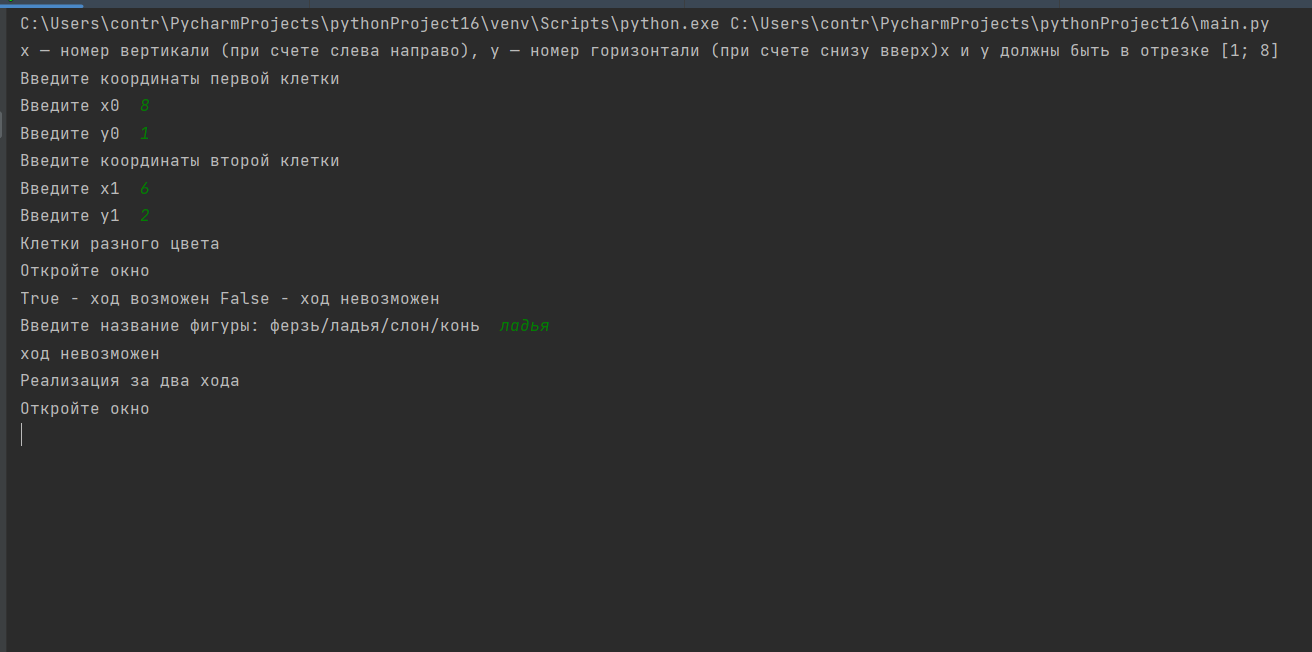 C:\Users\contr\PycharmProjects\pythonProject16\venv\Scripts\python.exe C:\Users\contr\PycharmProjects\pythonProject16\main.py
x — номер вертикали (при счете слева направо), y — номер горизонтали (при счете снизу вверх)x и y должны быть в отрезке [1; 8]
Введите координаты первой клетки
Введите x0  8
Введите y0  1
Введите координаты второй клетки
Введите x1  6
Введите y1  2
Клетки разного цвета
Откройте окно
True - ход возможен False - ход невозможен
Введите название фигуры: ферзь/ладья/слон/конь  ладья
ход невозможен
Реализация за два хода
Откройте окно